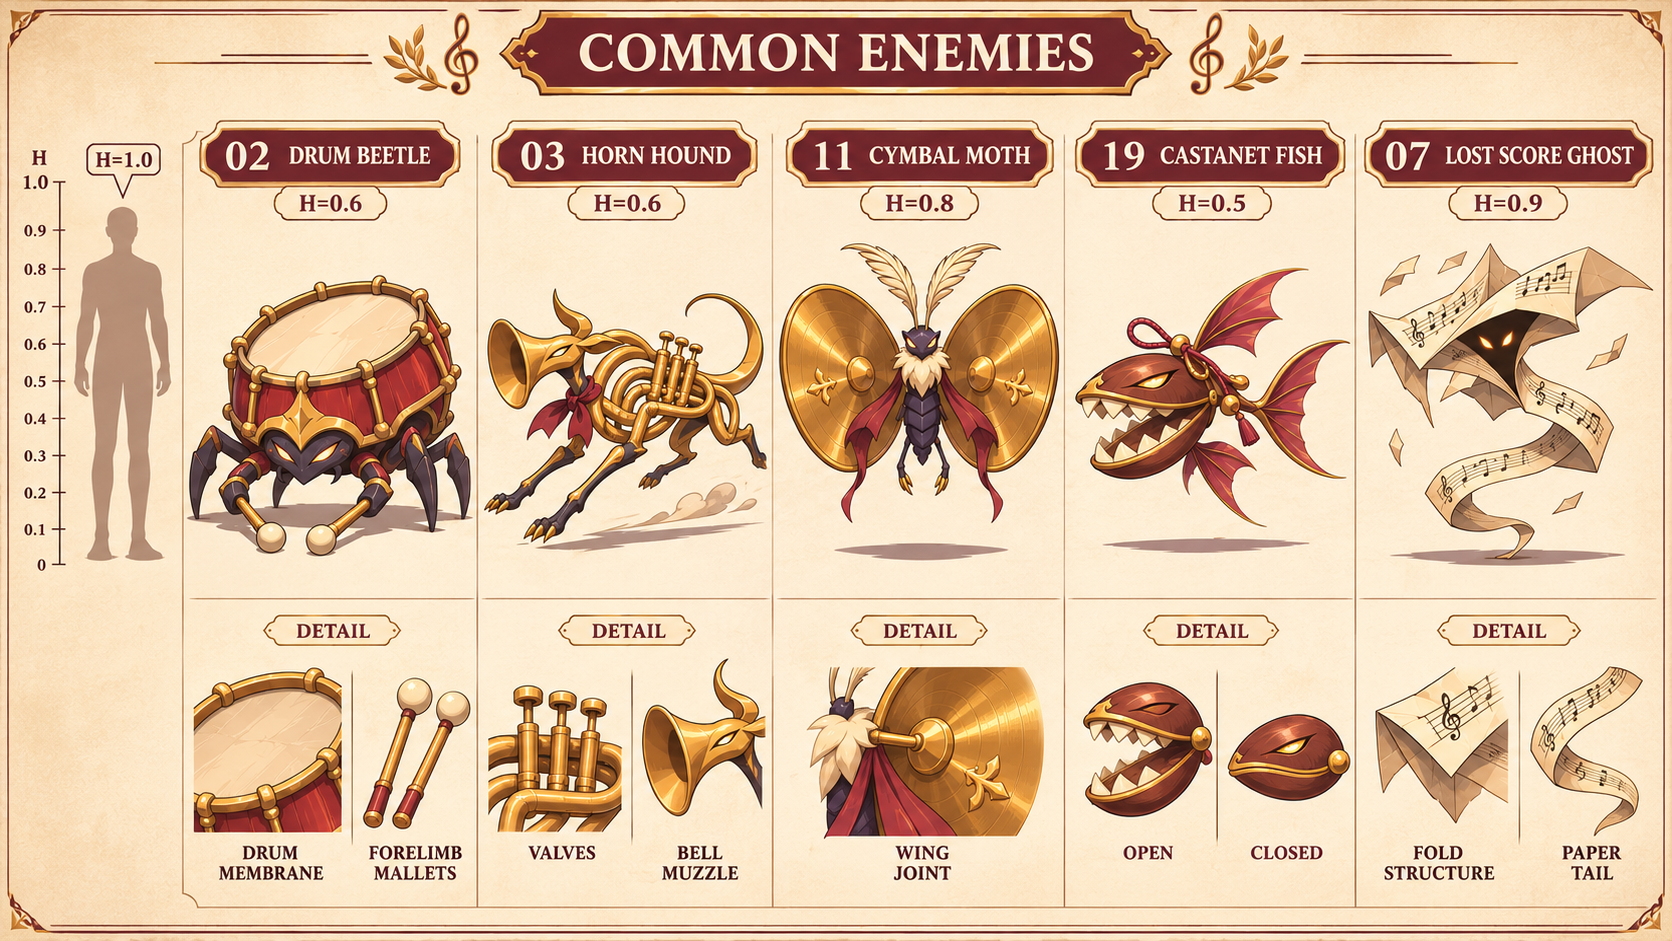 COMMON ENEMIES
H
H=1.0
1.0
0.9
0.8
0.7
0.6
0.5
0.4
0.3
0.2
0.1
0
02 DRUM BEETLE
H=0.6
03 HORN HOUND
H=0.6
11 CYMBAL MOTH
H=0.8
19 CASTANET FISH
H=0.5
07 LOST SCORE GHOST
H=0.9
DETAIL
DRUM
MEMBRANE
FORELIMB
MALLETS
DETAIL
VALVES
BELL
MUZZLE
DETAIL
WING
JOINT
DETAIL
OPEN
CLOSED
DETAIL
FOLD
STRUCTURE
PAPER
TAIL